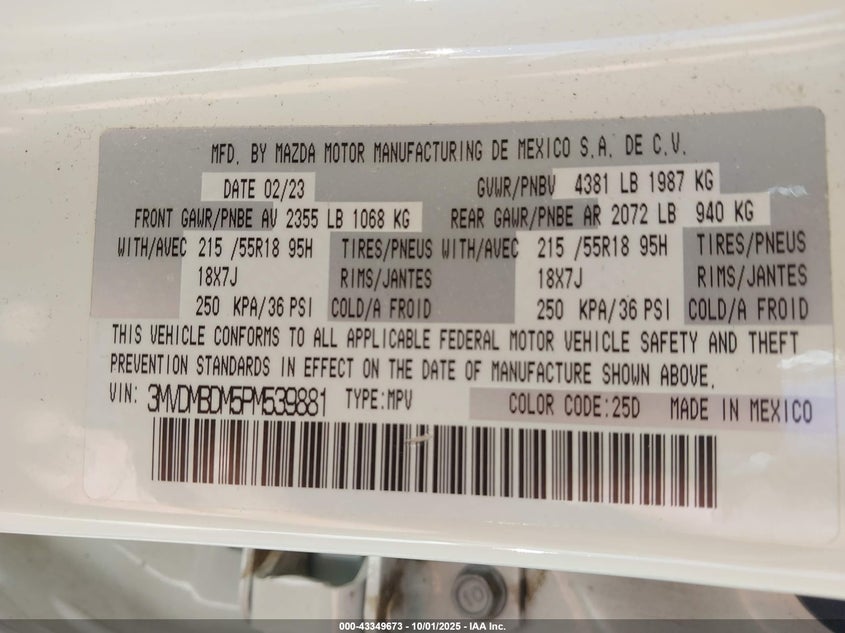 MFD. BY MAZDA MOTOR MANUFACTURING DE MEXICO S.A. DE C.V.
DATE 02/23 GVWR/PNBV 4381 LB 1987 KG
FRONT GAWR/PNBE AV 2355 LB 1068 KG REAR GAWR/PNBE AR 2072 LB 940 KG
WITH/AVEC 215 /55R18 95H TIRES/PNEUS WITH/AVEC 215 /55R18 95H TIRES/PNEUS
18X7J RIMS/JANTES 18X7J RIMS/JANTES
250 KPA/36 PSI COLD/A FROID 250 KPA/36 PSI COLD/A FROID
THIS VEHICLE CONFORMS TO ALL APPLICABLE FEDERAL MOTOR VEHICLE SAFETY AND THEFT
PREVENTION STANDARDS IN EFFECT ON THE DATE OF MANUFACTURE SHOWN ABOVE.
VIN: 3MVDMBDM5PM539881 TYPE:MPV COLOR CODE:25D MADE IN MEXICO
10
000-43349673 - 10/01/2025 - IAA Inc.